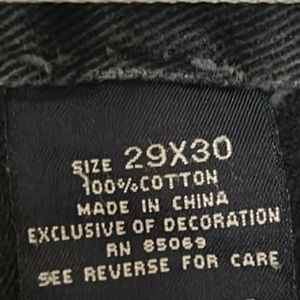 SIZE 29X30
100%COTTON
MADE IN CHINA
EXCLUSIVE OF DECORATION
RN 85069
SEE REVERSE FOR CARE